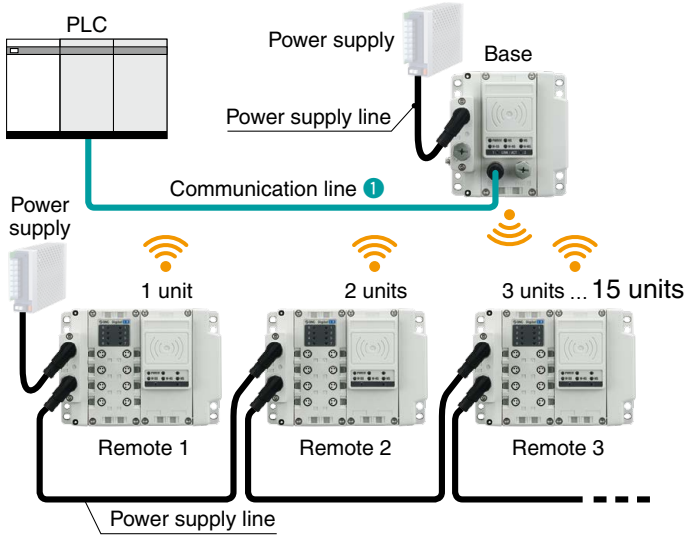 PLC
Power supply
Base
Power supply line
Communication line 1
Power
supply
1 unit
2 units
3 units ... 15 units
Remote 1
Remote 2
Remote 3
Power supply line